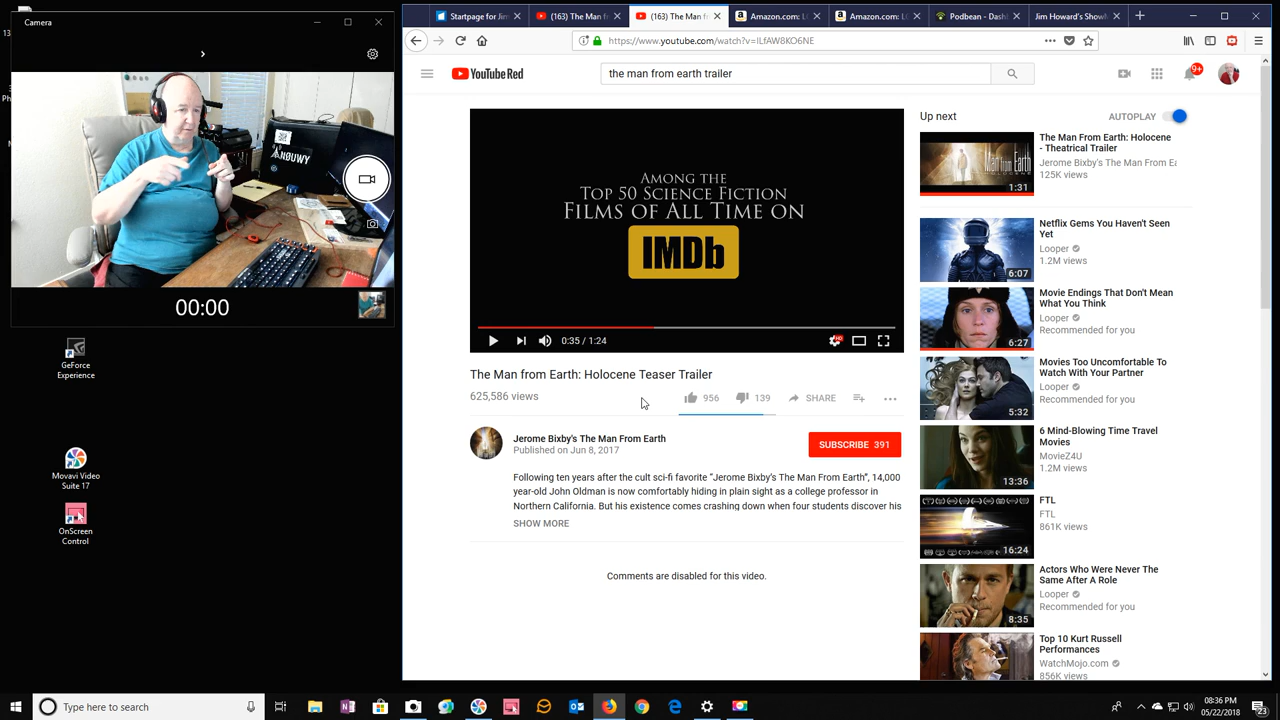 Camera
00:00
GeForce
Experience
Movavi Video
Suite 17
OnScreen
Control
Startpage for Jim
(163) The Man f
(163) The Man f
Amazon.com: L
Amazon.com: L
Podbean - Dash
Jim Howard's Show
https://www.youtube.com/watch?v=ILfAW8KO6NE
YouTube Red
the man from earth trailer
9+
Among the
Top 50 Science Fiction
Films of All Time on
IMDb
0:35 / 1:24
HD
The Man from Earth: Holocene Teaser Trailer
625,586 views
956
139
SHARE
Jerome Bixby's The Man From Earth
Published on Jun 8, 2017
SUBSCRIBE 391
Following ten years after the cult sci-fi favorite "Jerome Bixby's The Man From Earth", 14,000
year-old John Oldman is now comfortably hiding in plain sight as a college professor in
Northern California. But his existence comes crashing down when four students discover his
SHOW MORE
Comments are disabled for this video.
Up next
AUTOPLAY
Man from Earth
1:31
The Man From Earth: Holocene
- Theatrical Trailer
Jerome Bixby's The Man From Ea
125K views
6:07
Netflix Gems You Haven't Seen
Yet
Looper
1.2M views
6:27
Movie Endings That Don't Mean
What You Think
Looper
Recommended for you
5:32
Movies Too Uncomfortable To
Watch With Your Partner
Looper
Recommended for you
13:36
6 Mind-Blowing Time Travel
Movies
MovieZ4U
1.2M views
16:24
FTL
FTL
861K views
8:35
Actors Who Were Never The
Same After A Role
Looper
Recommended for you
Top 10 Kurt Russell
Performances
WatchMojo.com
856K views
Type here to search
08:36 PM
05/22/2018
23